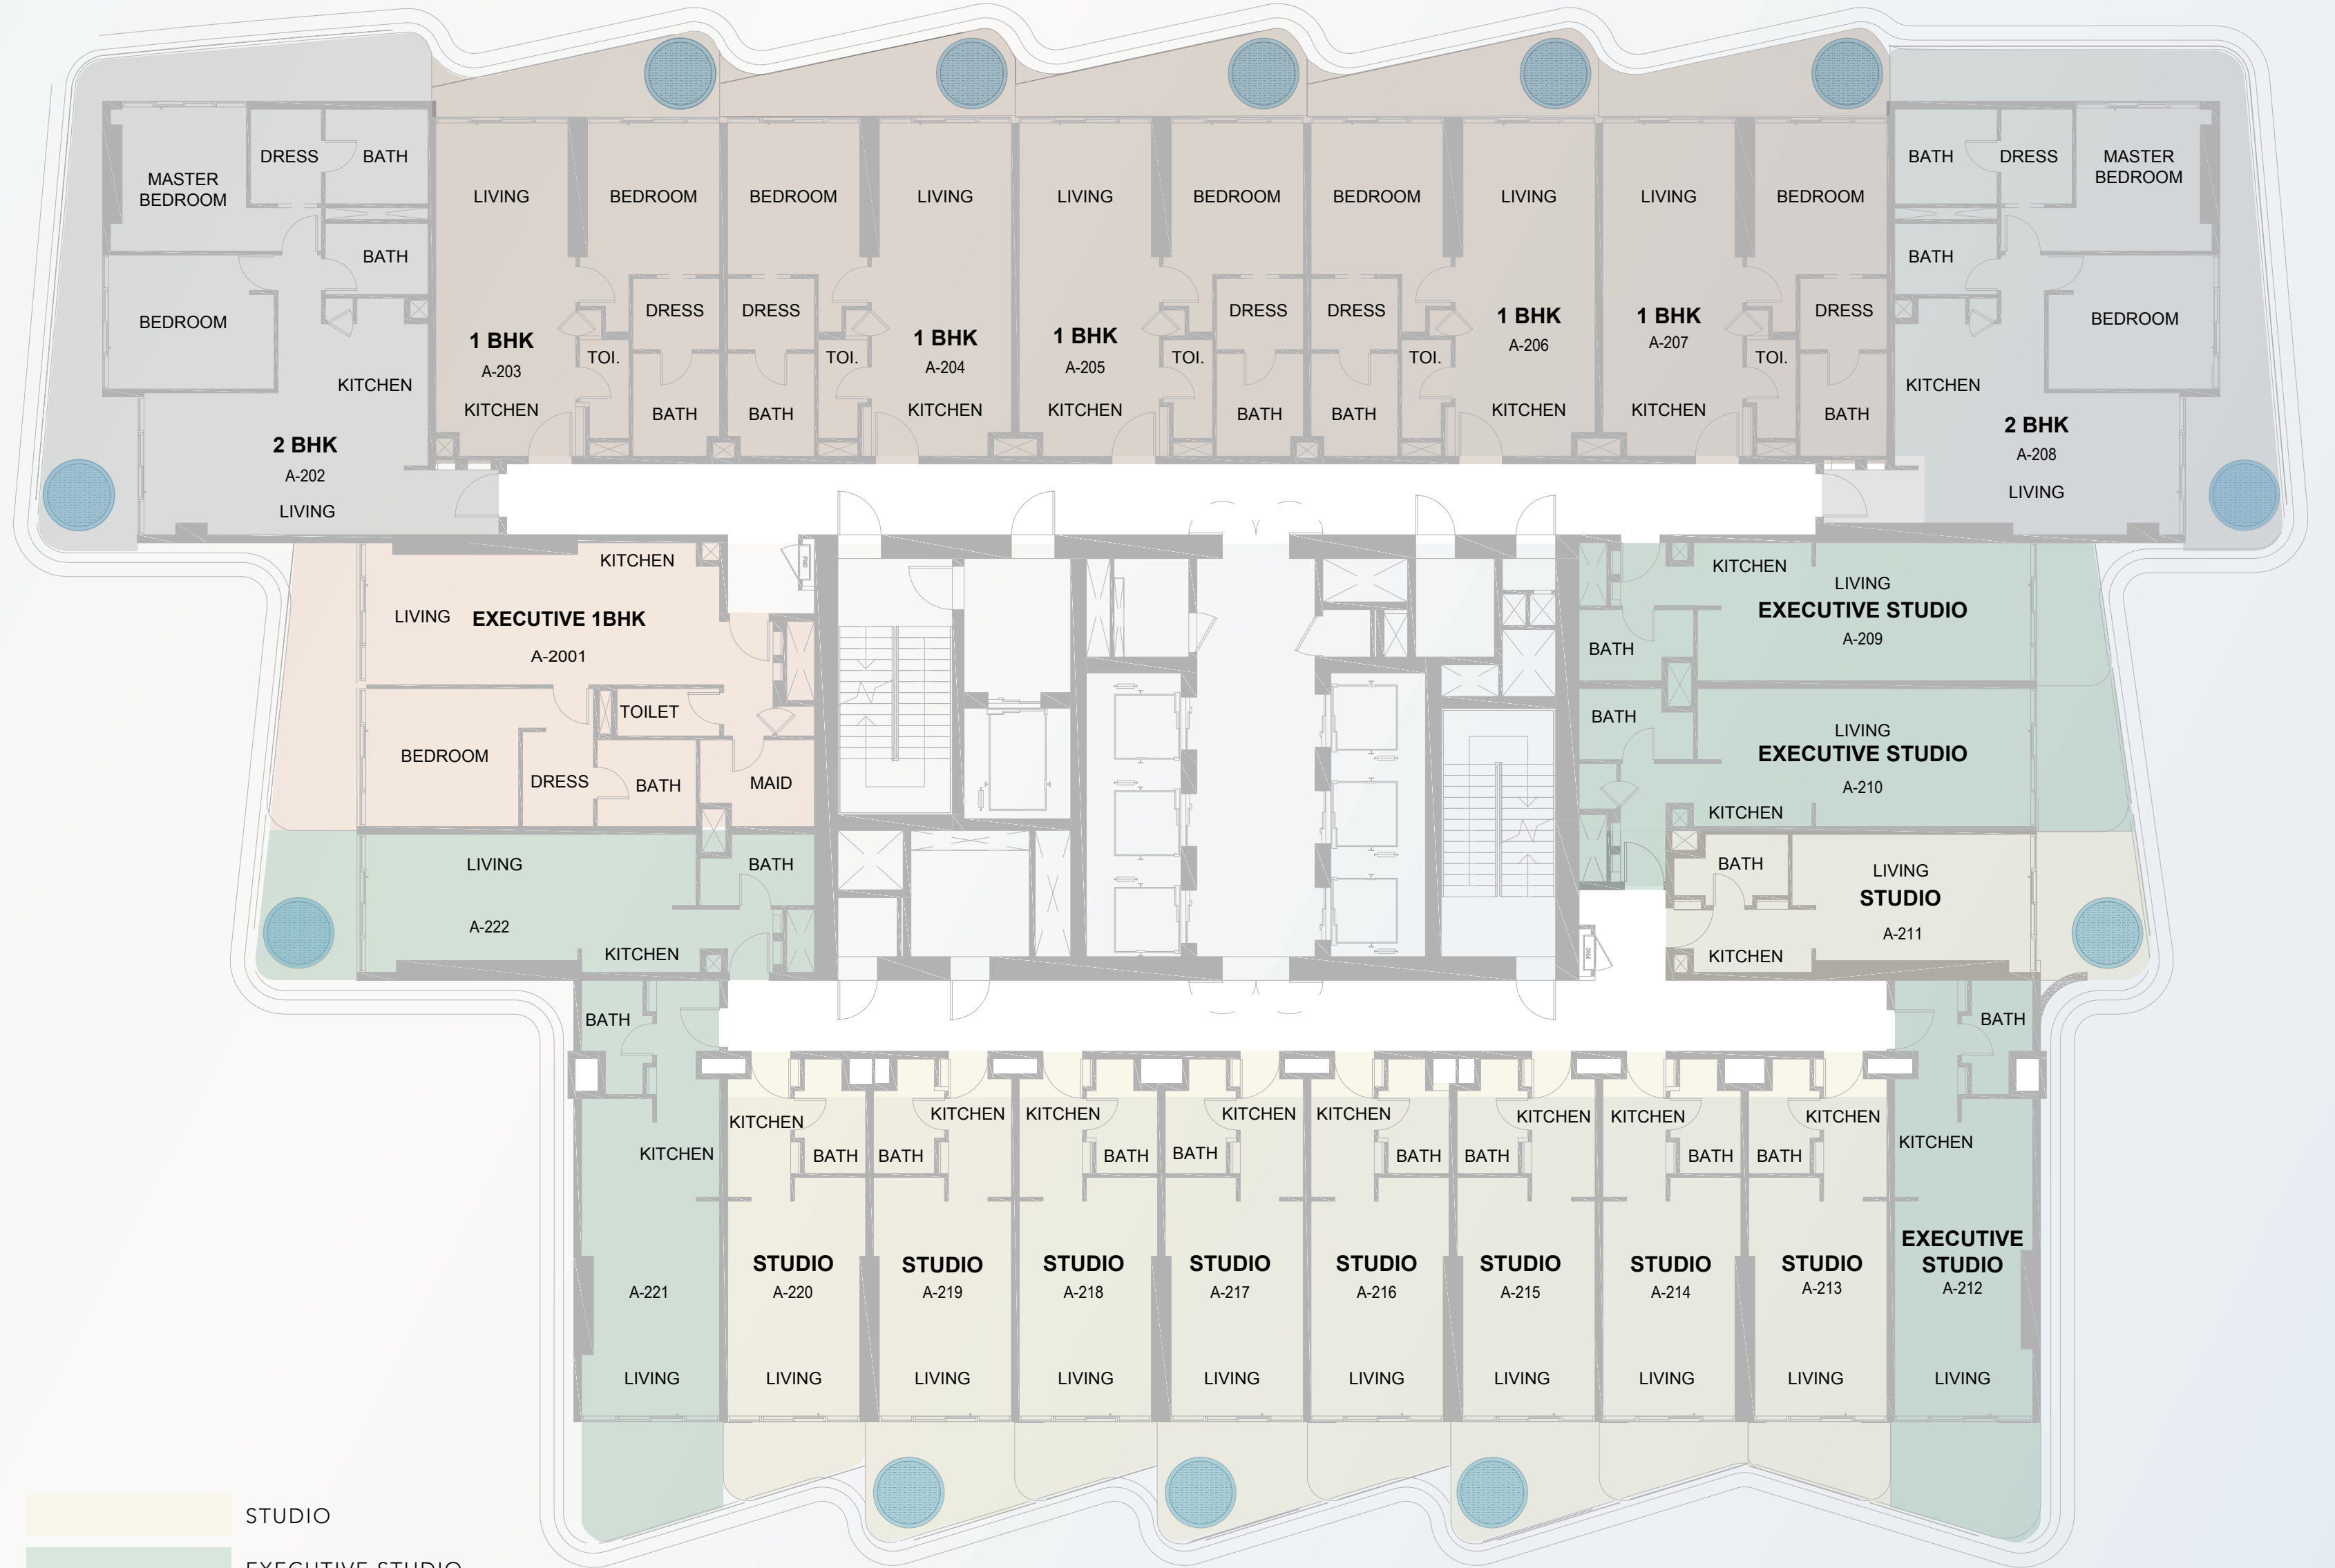 MASTER
BEDROOM
DRESS
BATH
BATH
BEDROOM
KITCHEN
2 BHK
A-202
LIVING
LIVING
BEDROOM
1 BHK
A-203
KITCHEN
TOI.
DRESS
BATH
BEDROOM
LIVING
DRESS
TOI.
BATH
1 BHK
A-204
KITCHEN
LIVING
BEDROOM
1 BHK
A-205
KITCHEN
TOI.
DRESS
BATH
BEDROOM
LIVING
DRESS
TOI.
BATH
1 BHK
A-206
KITCHEN
LIVING
BEDROOM
1 BHK
A-207
KITCHEN
TOI.
DRESS
BATH
BATH
DRESS
MASTER
BEDROOM
BATH
BEDROOM
KITCHEN
2 BHK
A-208
LIVING
KITCHEN
LIVING
EXECUTIVE 1BHK
A-2001
TOILET
BEDROOM
DRESS
BATH
MAID
LIVING
BATH
A-222
KITCHEN
KITCHEN
LIVING
EXECUTIVE STUDIO
A-209
BATH
BATH
LIVING
EXECUTIVE STUDIO
A-210
KITCHEN
BATH
LIVING
STUDIO
A-211
KITCHEN
BATH
KITCHEN
A-221
LIVING
KITCHEN
BATH
STUDIO
A-220
LIVING
KITCHEN
BATH
STUDIO
A-219
LIVING
KITCHEN
BATH
STUDIO
A-218
LIVING
KITCHEN
BATH
STUDIO
A-217
LIVING
KITCHEN
BATH
STUDIO
A-216
LIVING
KITCHEN
BATH
STUDIO
A-215
LIVING
KITCHEN
BATH
STUDIO
A-214
LIVING
KITCHEN
BATH
STUDIO
A-213
LIVING
BATH
KITCHEN
EXECUTIVE
STUDIO
A-212
LIVING
STUDIO
EXECUTIVE STUDIO